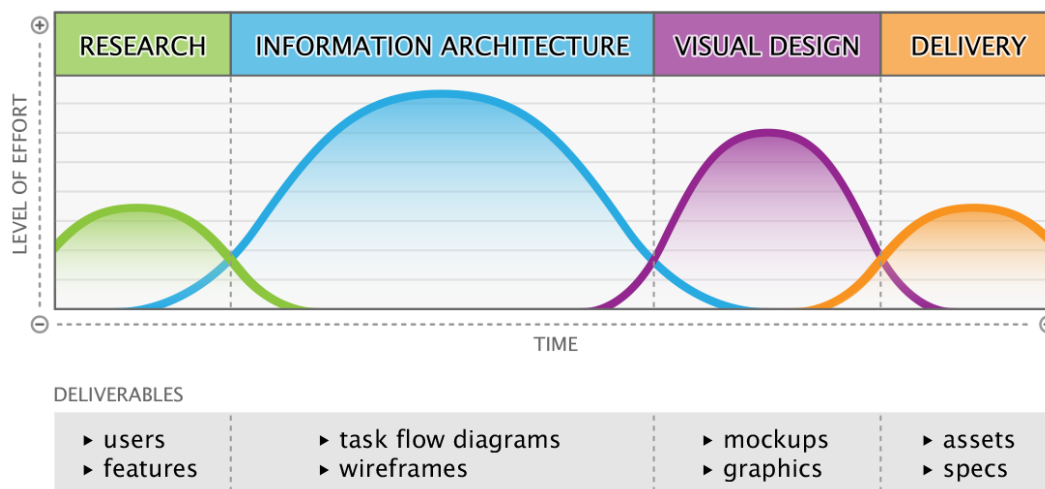 RESEARCH
INFORMATION ARCHITECTURE
VISUAL DESIGN
DELIVERY
LEVEL OF EFFORT
TIME
DELIVERABLES
▸ users
▸ features
▸ task flow diagrams
▸ wireframes
▸ mockups
▸ graphics
▸ assets
▸ specs